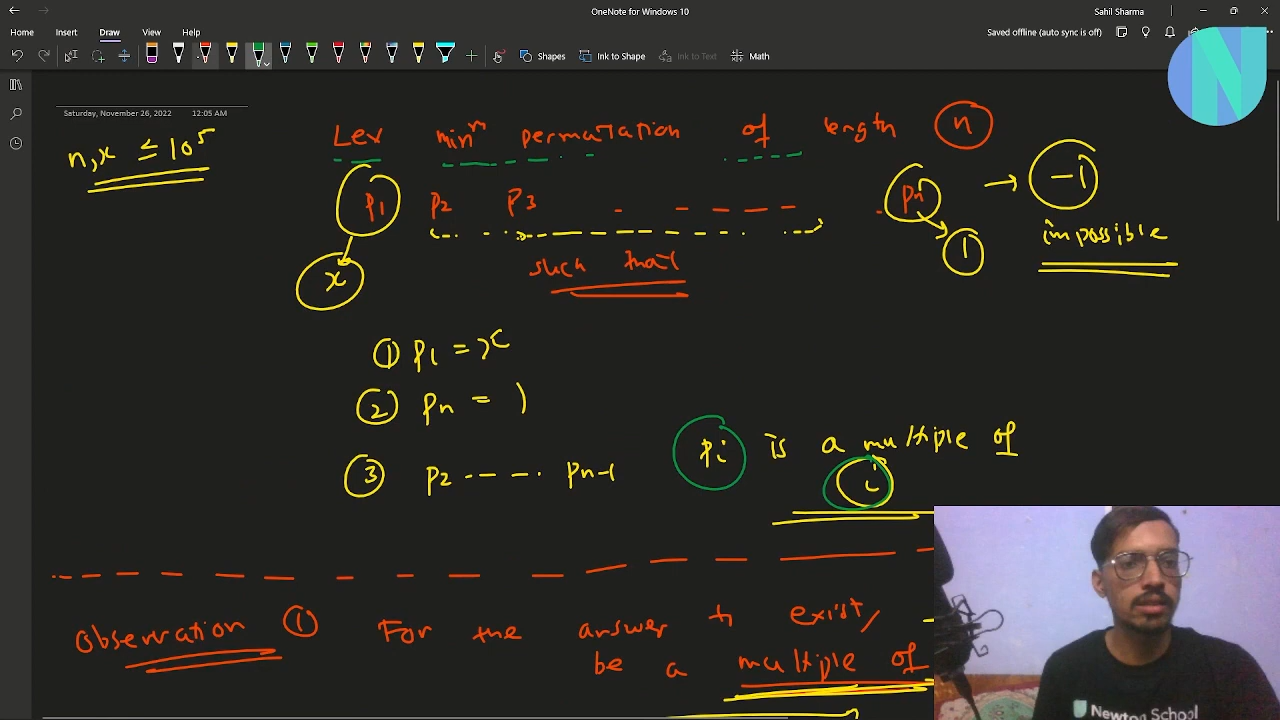 OneNote for Windows 10
Sahil Sharma
Home Insert Draw View Help
Saved offline (auto sync is off)
Shapes Ink to Shape Ink to Text Math
Saturday, November 26, 2022 12:05 AM
n,x ≤ 10^5
Lex min^m permutation of length n
p1 p2 p3 - - - - - pn → -1
x 1 impossible
such that
① p1 = x
② pn = 1
③ p2 ------ pn-1 pi is a multiple of
i
Observation ① For the answer to exist,
be a multiple of
Newton School